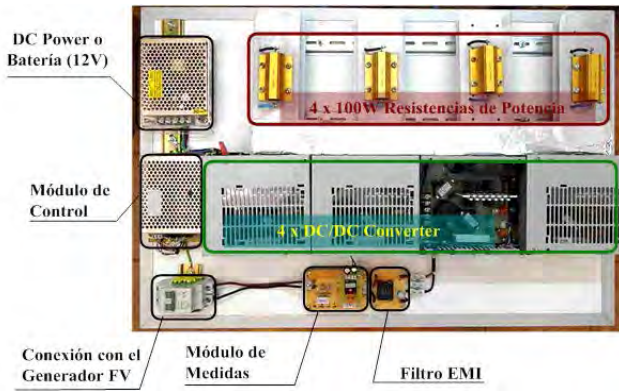 DC Power o
Batería (12V)
4 x 100W Resistencias de Potencia
Módulo de
Control
4 x DC/DC Converter
Conexión con el
Generador FV
Módulo de
Medidas
Filtro EMI